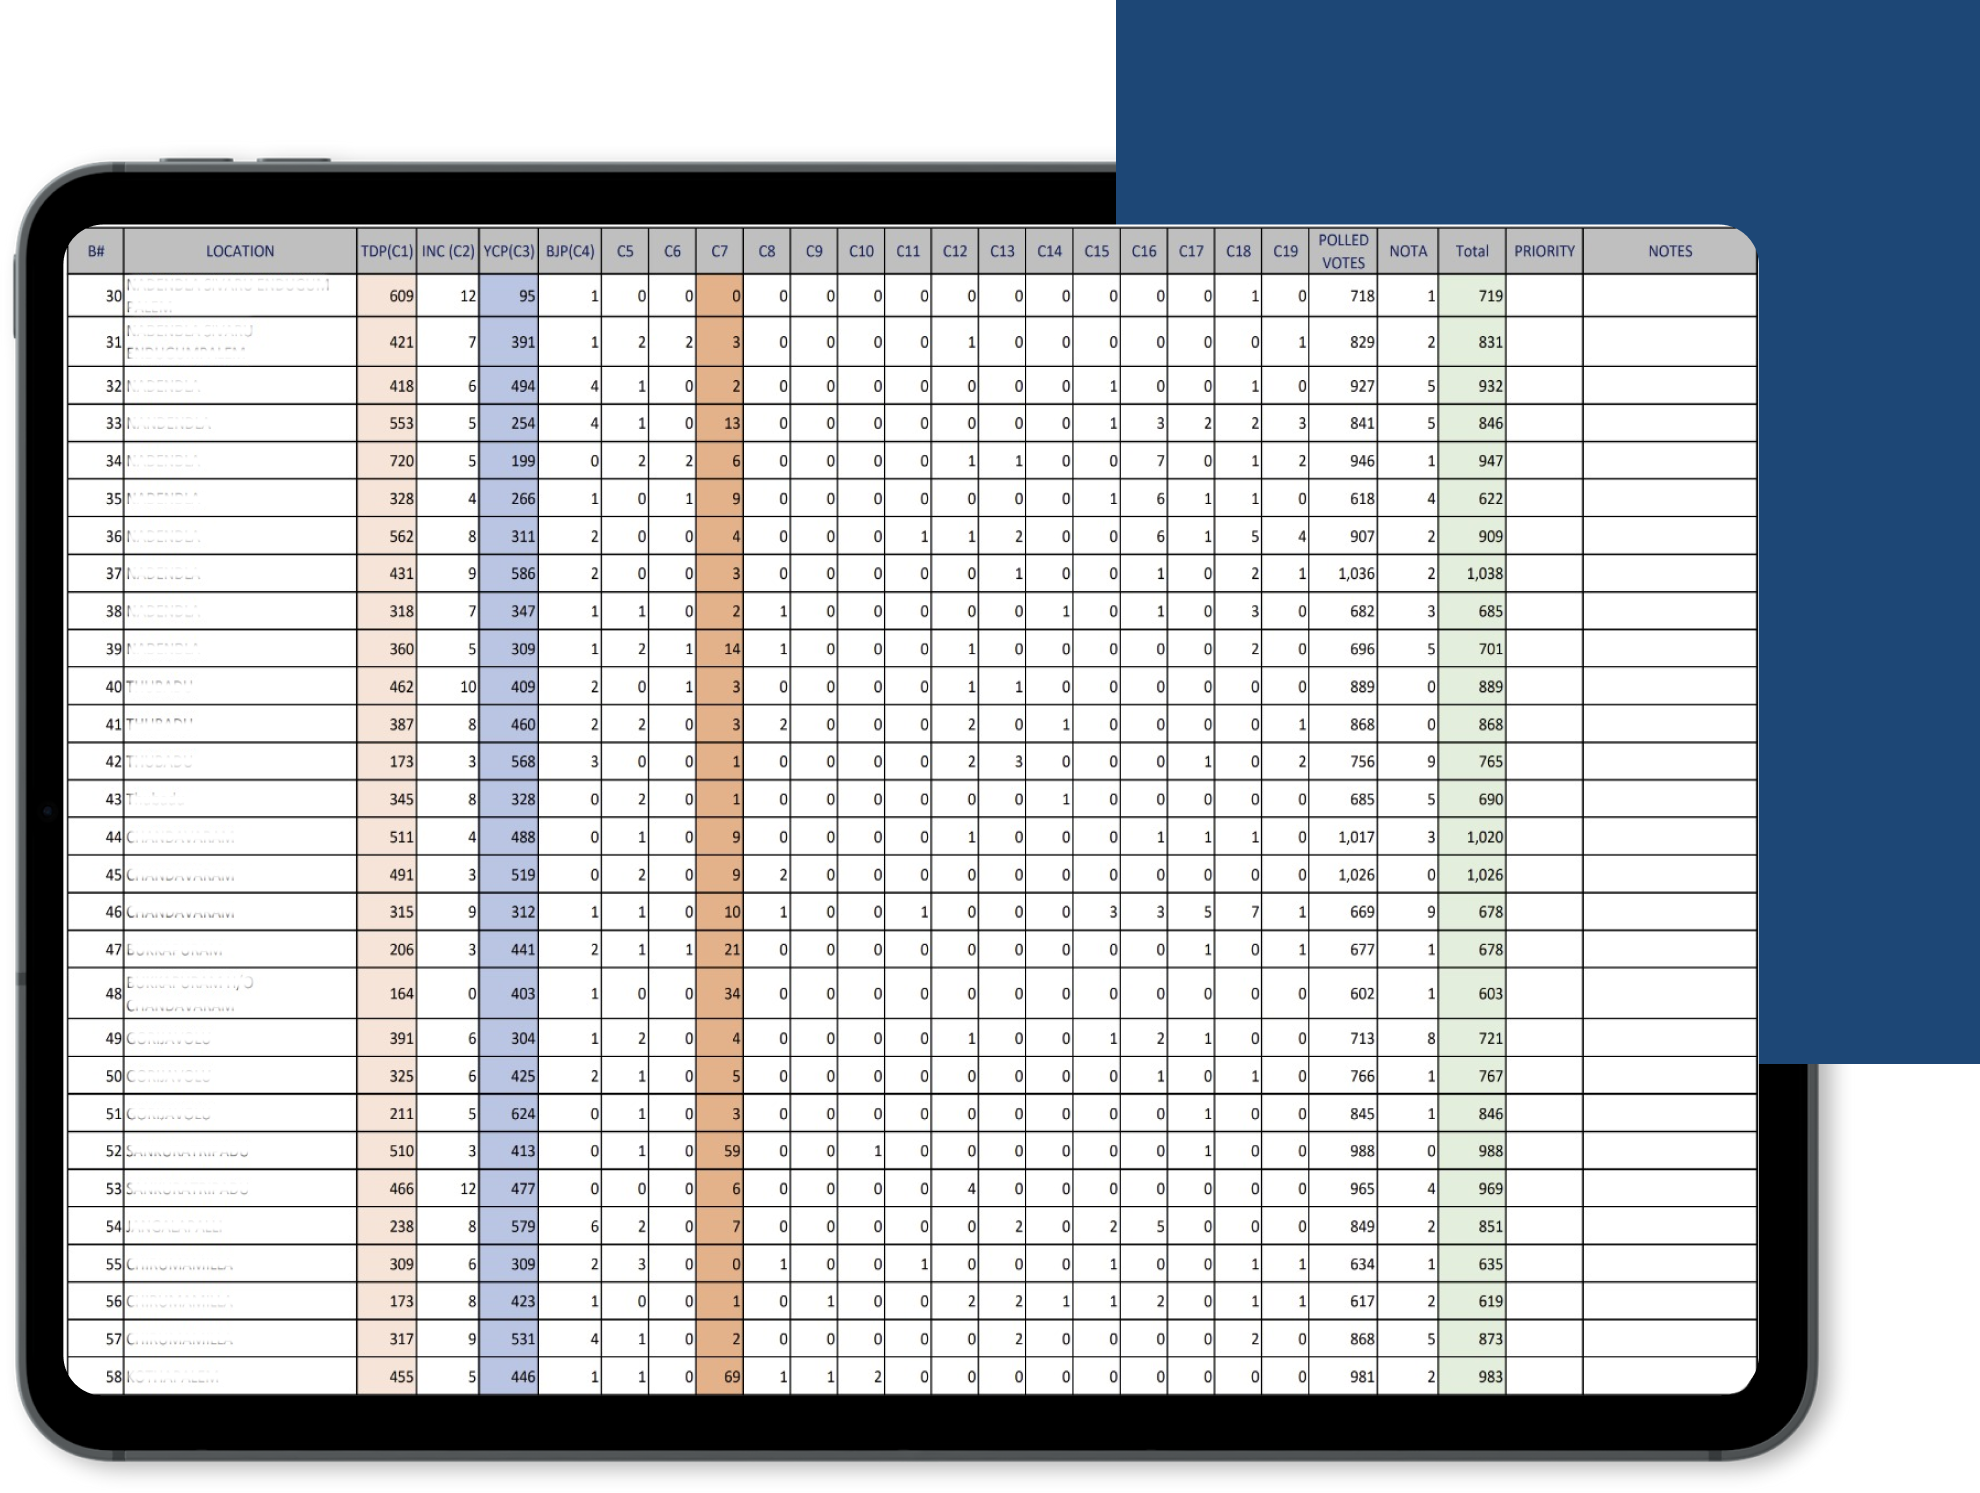 B# LOCATION TDP(C1) INC (C2) YCP(C3) BJP(C4) C5 C6 C7 C8 C9 C10 C11 C12 C13 C14 C15 C16 C17 C18 C19 POLLED VOTES NOTA Total PRIORITY NOTES
30 609 12 95 1 0 0 0 0 0 0 0 0 0 0 0 0 0 1 0 718 1 719
31 421 7 391 1 2 2 3 0 0 0 0 1 0 0 0 0 0 0 1 829 2 831
32 NADENDLA 418 6 494 4 1 0 2 0 0 0 0 0 0 0 1 0 0 1 0 927 5 932
33 553 5 254 4 1 0 13 0 0 0 0 0 0 0 1 3 2 2 3 841 5 846
34 NADENDLA 720 5 199 0 2 2 6 0 0 0 0 1 1 0 0 7 0 1 2 946 1 947
35 NADENDLA 328 4 266 1 0 1 9 0 0 0 0 0 0 0 1 6 1 1 0 618 4 622
36 NADENDLA 562 8 311 2 0 0 4 0 0 0 1 1 2 0 0 6 1 5 4 907 2 909
37 NADENDLA 431 9 586 2 0 0 3 0 0 0 0 0 1 0 0 1 0 2 1 1,036 2 1,038
38 NADENDLA 318 7 347 1 1 0 2 1 0 0 0 0 0 1 0 1 0 3 0 682 3 685
39 NADENDLA 360 5 309 1 2 1 14 1 0 0 0 1 0 0 0 0 0 2 0 696 5 701
40 THUBADU 462 10 409 2 0 1 3 0 0 0 0 1 1 0 0 0 0 0 0 889 0 889
41 THUBADU 387 8 460 2 2 0 3 2 0 0 0 2 0 1 0 0 0 0 1 868 0 868
42 THUBADU 173 3 568 3 0 0 1 0 0 0 0 2 3 0 0 0 1 0 2 756 9 765
43 345 8 328 0 2 0 1 0 0 0 0 0 0 1 0 0 0 0 0 685 5 690
44 CHANDAVARAM 511 4 488 0 1 0 9 0 0 0 0 1 0 0 0 1 1 1 0 1,017 3 1,020
45 CHANDAVARAM 491 3 519 0 2 0 9 2 0 0 0 0 0 0 0 0 0 0 0 1,026 0 1,026
46 CHANDAVARAM 315 9 312 1 1 0 10 1 0 0 1 0 0 0 3 3 5 7 1 669 9 678
47 206 3 441 2 1 1 21 0 0 0 0 0 0 0 0 0 1 0 1 677 1 678
48 164 0 403 1 0 0 34 0 0 0 0 0 0 0 0 0 0 0 0 602 1 603
49 391 6 304 1 2 0 4 0 0 0 0 1 0 0 1 2 1 0 0 713 8 721
50 325 6 425 2 1 0 5 0 0 0 0 0 0 0 0 1 0 1 0 766 1 767
51 211 5 624 0 1 0 3 0 0 0 0 0 0 0 0 0 1 0 0 845 1 846
52 510 3 413 0 1 0 59 0 0 1 0 0 0 0 0 0 1 0 0 988 0 988
53 466 12 477 0 0 0 6 0 0 0 0 4 0 0 0 0 0 0 0 965 4 969
54 238 8 579 6 2 0 7 0 0 0 0 0 2 0 2 5 0 0 0 849 2 851
55 309 6 309 2 3 0 0 1 0 0 1 0 0 0 1 0 0 1 1 634 1 635
56 173 8 423 1 0 0 1 0 1 0 0 2 2 1 1 2 0 1 1 617 2 619
57 317 9 531 4 1 0 2 0 0 0 0 0 2 0 0 0 0 2 0 868 5 873
58 455 5 446 1 1 0 69 1 1 2 0 0 0 0 0 0 0 0 0 981 2 983